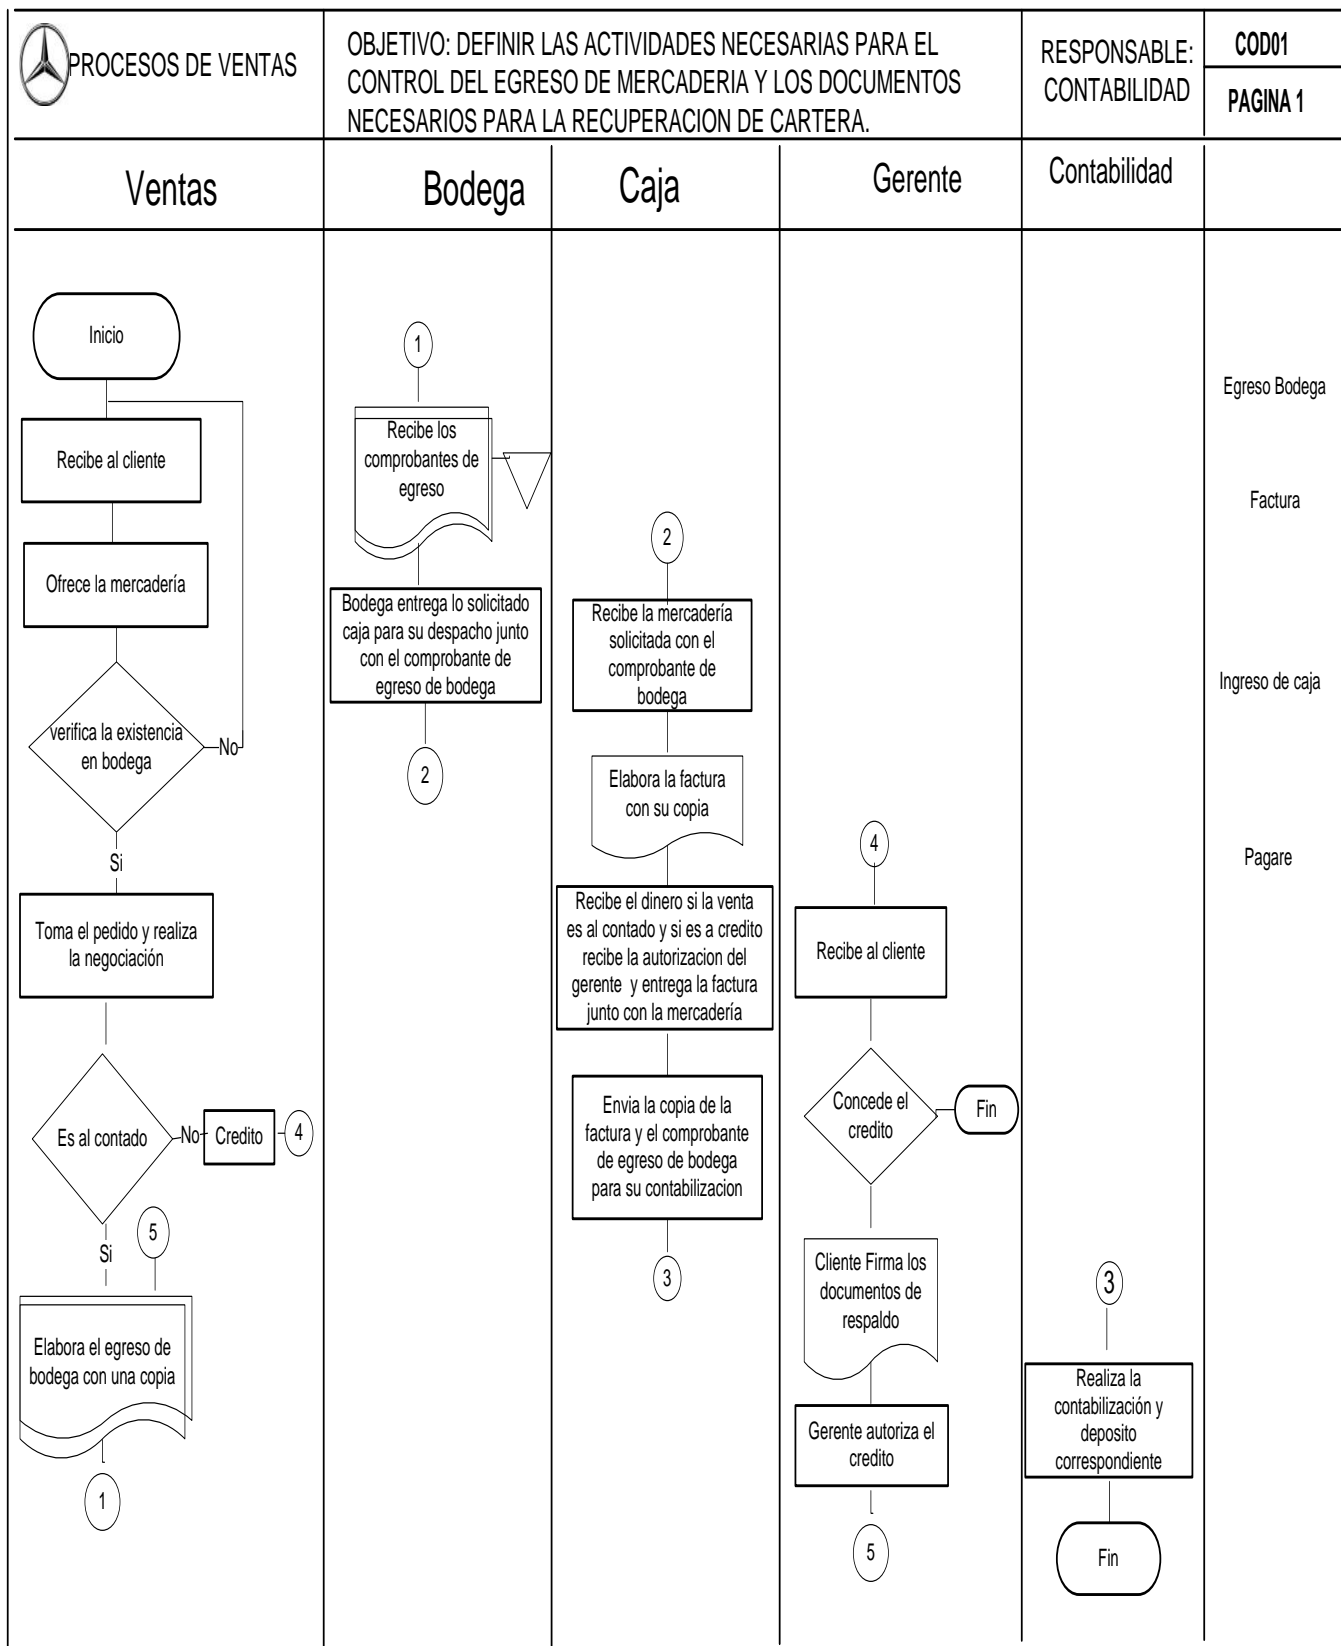 PROCESOS DE VENTAS
OBJETIVO: DEFINIR LAS ACTIVIDADES NECESARIAS PARA EL
CONTROL DEL EGRESO DE MERCADERIA Y LOS DOCUMENTOS
NECESARIOS PARA LA RECUPERACION DE CARTERA.
RESPONSABLE:
CONTABILIDAD
COD01
PAGINA 1
Ventas
Bodega
Caja
Gerente
Contabilidad
Inicio
Recibe al cliente
Ofrece la mercadería
verifica la existencia
en bodega
No
Si
Toma el pedido y realiza
la negociación
Es al contado
No
Credito
4
Si
5
Elabora el egreso de
bodega con una copia
1
1
Recibe los
comprobantes de
egreso
Bodega entrega lo solicitado
caja para su despacho junto
con el comprobante de
egreso de bodega
2
2
Recibe la mercadería
solicitada con el
comprobante de
bodega
Elabora la factura
con su copia
Recibe el dinero si la venta
es al contado y si es a credito
recibe la autorizacion del
gerente y entrega la factura
junto con la mercadería
Envia la copia de la
factura y el comprobante
de egreso de bodega
para su contabilizacion
3
4
Recibe al cliente
Concede el
credito
Fin
Cliente Firma los
documentos de
respaldo
Gerente autoriza el
credito
5
3
Realiza la
contabilización y
deposito
correspondiente
Fin
Egreso Bodega
Factura
Ingreso de caja
Pagare